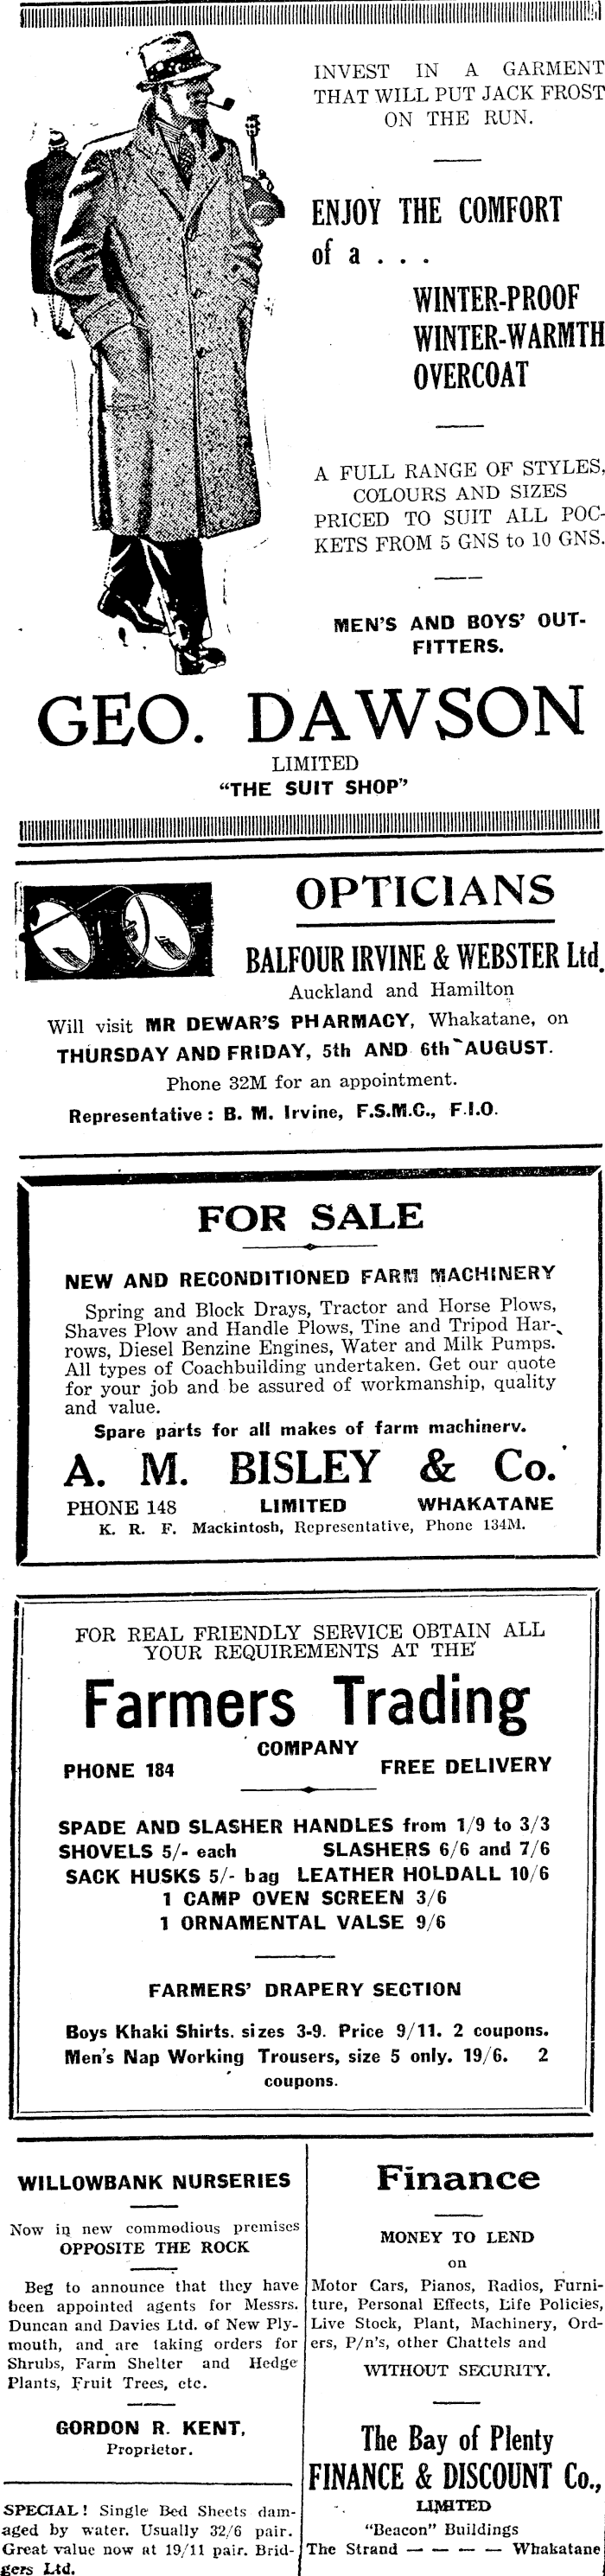 INVEST IN A GARMENT
THAT WILL PUT JACK FROST
ON THE RUN.
ENJOY THE COMFORT
of a . . .
WINTER-PROOF
WINTER-WARMTH
OVERCOAT
A FULL RANGE OF STYLES,
COLOURS AND SIZES
PRICED TO SUIT ALL POC-
KETS FROM 5 GNS to 10 GNS.
MEN'S AND BOYS' OUT-
FITTERS.
GEO. DAWSON
LIMITED
"THE SUIT SHOP"
OPTICIANS
BALFOUR IRVINE & WEBSTER Ltd.
Auckland and Hamilton
Will visit MR DEWAR'S PHARMACY, Whakatane, on
THURSDAY AND FRIDAY, 5th AND 6th AUGUST.
Phone 32M for an appointment.
Representative: B. M. Irvine, F.S.M.C., F.I.O.
FOR SALE
NEW AND RECONDITIONED FARM MACHINERY
Spring and Block Drays, Tractor and Horse Plows,
Shaves Plow and Handle Plows, Tine and Tripod Har-
rows, Diesel Benzine Engines, Water and Milk Pumps.
All types of Coachbuilding undertaken. Get our quote
for your job and be assured of workmanship, quality
and value.
Spare parts for all makes of farm machinery.
A. M. BISLEY & Co.
PHONE 148 LIMITED WHAKATANE
K. R. F. Mackintosh, Representative, Phone 134M.
FOR REAL FRIENDLY SERVICE OBTAIN ALL
YOUR REQUIREMENTS AT THE
Farmers Trading
COMPANY
PHONE 184 FREE DELIVERY
SPADE AND SLASHER HANDLES from 1/9 to 3/3
SHOVELS 5/- each SLASHERS 6/6 and 7/6
SACK HUSKS 5/- bag LEATHER HOLDALL 10/6
1 CAMP OVEN SCREEN 3/6
1 ORNAMENTAL VALSE 9/6
FARMERS' DRAPERY SECTION
Boys Khaki Shirts. sizes 3-9. Price 9/11. 2 coupons.
Men's Nap Working Trousers, size 5 only. 19/6. 2
coupons.
WILLOWBANK NURSERIES
Now in new commodious premises
OPPOSITE THE ROCK
Beg to announce that they have
been appointed agents for Messrs.
Duncan and Davies Ltd. of New Ply-
mouth, and are taking orders for
Shrubs, Farm Shelter and Hedge
Plants, Fruit Trees, etc.
GORDON R. KENT,
Proprietor.
SPECIAL! Single Bed Sheets dam-
aged by water. Usually 32/6 pair.
Great value now at 19/11 pair. Brid-
gers Ltd.
Finance
MONEY TO LEND
on
Motor Cars, Pianos, Radios, Furni-
ture, Personal Effects, Life Policies,
Live Stock, Plant, Machinery, Ord-
ers, P/n's, other Chattels and
WITHOUT SECURITY.
The Bay of Plenty
FINANCE & DISCOUNT Co.,
LIMITED
"Beacon" Buildings
The Strand — — — — Whakatane